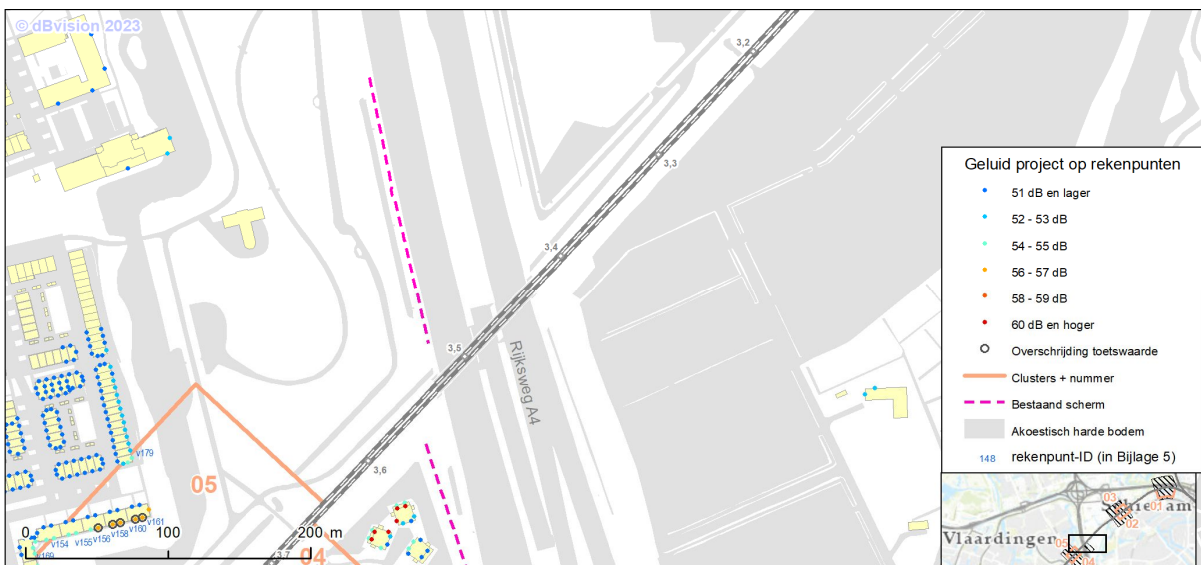 © dBvision 2023
3,2
3,3
3,4
3,5
3,6
3,7
Rijksweg A4
v179
05
04
v154
v155
v156
v158
v160
v161
v169
0
100
200 m
Geluid project op rekenpunten
51 dB en lager
52 - 53 dB
54 - 55 dB
56 - 57 dB
58 - 59 dB
60 dB en hoger
Overschrijding toetswaarde
Clusters + nummer
Bestaand scherm
Akoestisch harde bodem
148 rekenpunt-ID (in Bijlage 5)
03
01
02
Vlaardingen
05
04